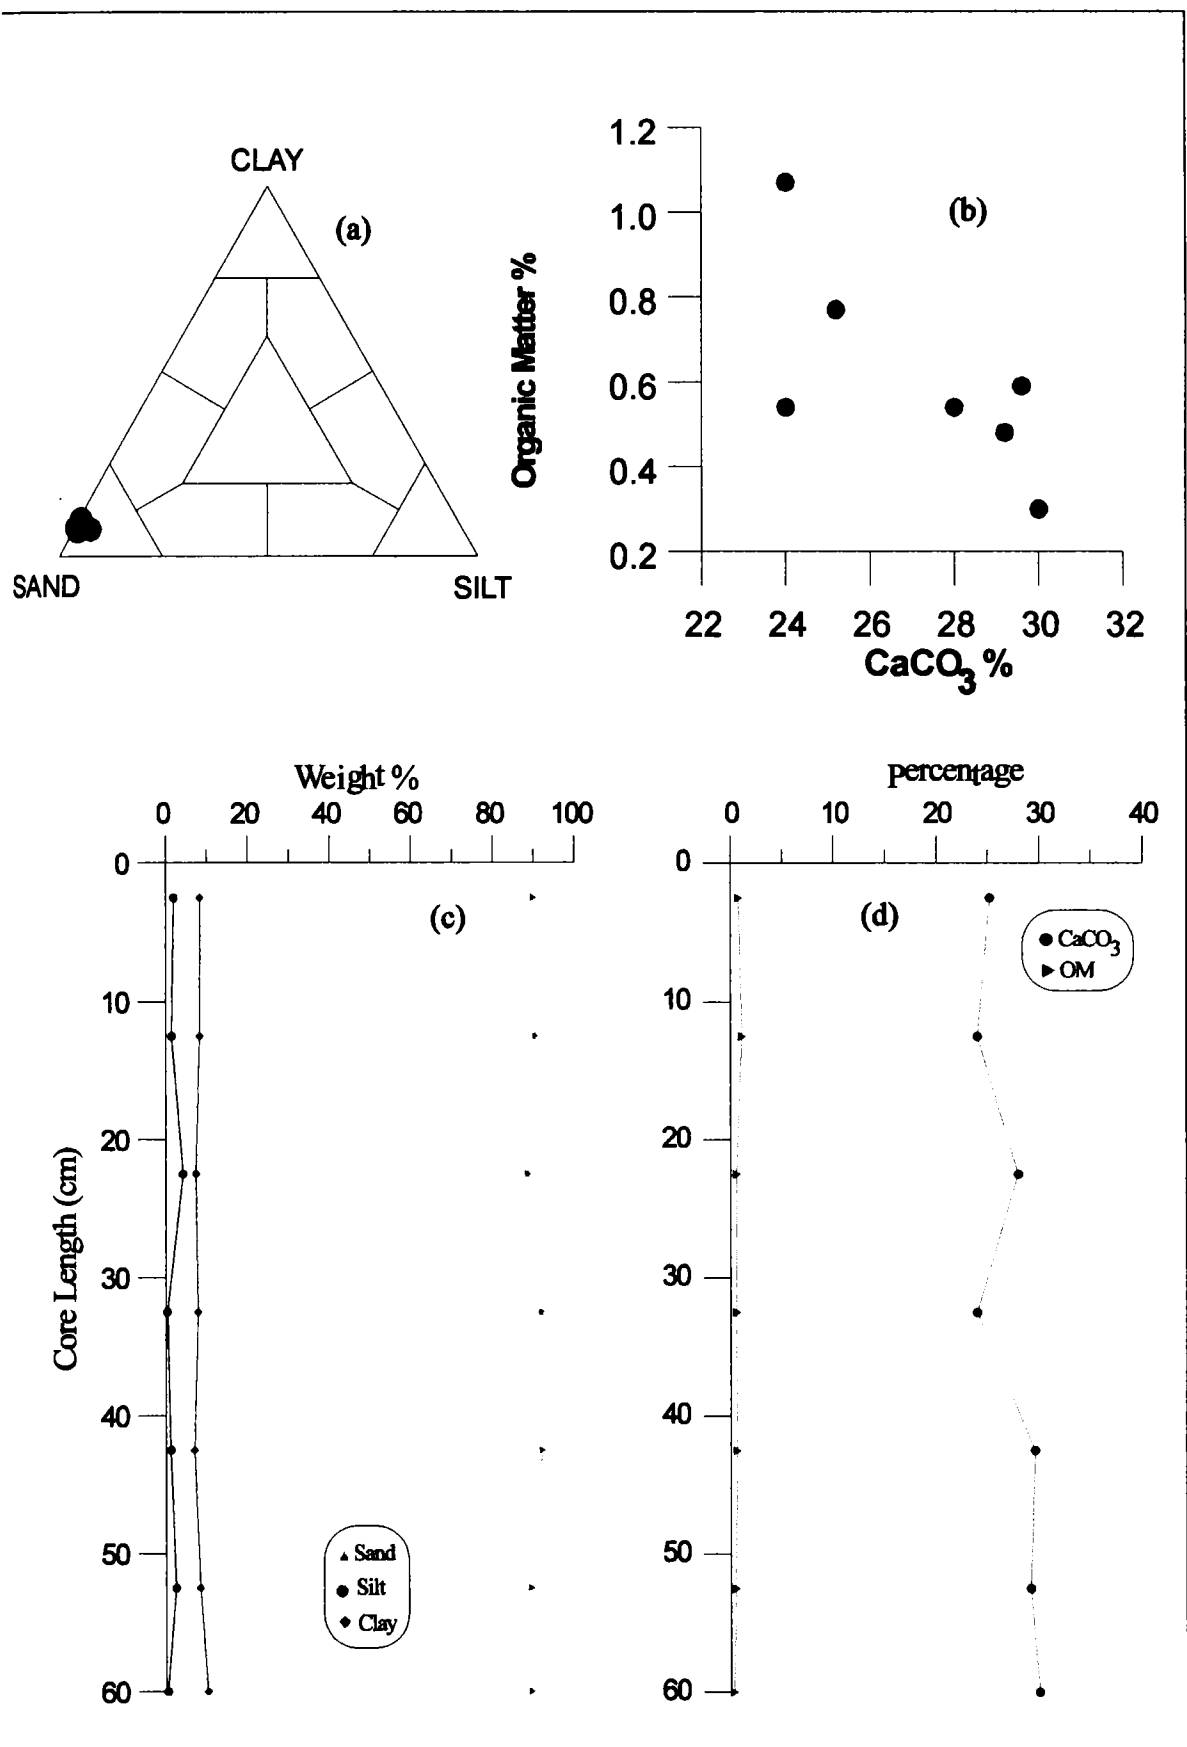 CLAY
(a)
SAND
SILT
1.2
1.0
0.8
0.6
0.4
0.2
Organic Matter %
(b)
22 24 26 28 30 32
CaCO3 %
Weight %
0 20 40 60 80 100
0
10
20
30
40
50
60
Core Length (cm)
(c)
Sand
Silt
Clay
percentage
0 10 20 30 40
0
10
20
30
40
50
60
(d)
CaCO3
OM